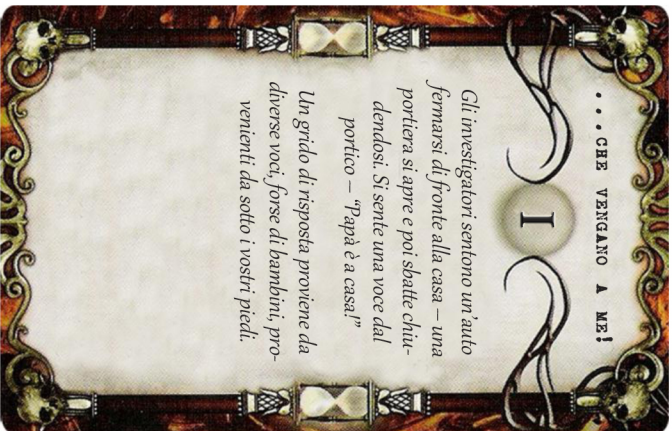 ...CHE VENGANO A ME!
I
Gli investigatori sentono un'auto
fermarsi di fronte alla casa – una
portiera si apre e poi sbatte chiu-
dendosi. Si sente una voce dal
portico – “Papà è a casa!”
Un grido di risposta proviene da
diverse voci, forse di bambini, pro-
venienti da sotto i vostri piedi.